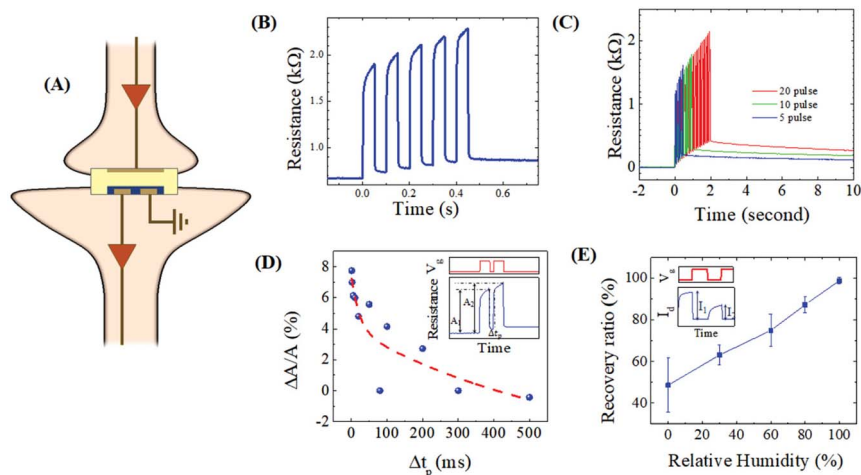 (A)
(B)
Resistance (kΩ)
2.0
1.5
1.0
0.0
0.2
0.4
0.6
Time (s)
(C)
Resistance (kΩ)
2
1
0
20 pulse
10 pulse
5 pulse
-2
0
2
4
6
8
10
Time (second)
(D)
ΔA/A (%)
8
6
4
2
0
-2
0
100
200
300
400
500
Δtp (ms)
Vg
Resistance
A1
A2
Δtp
Time
(E)
Recovery ratio (%)
100
80
60
40
0
20
40
60
80
100
Relative Humidity (%)
Vg
Id
I1
Time